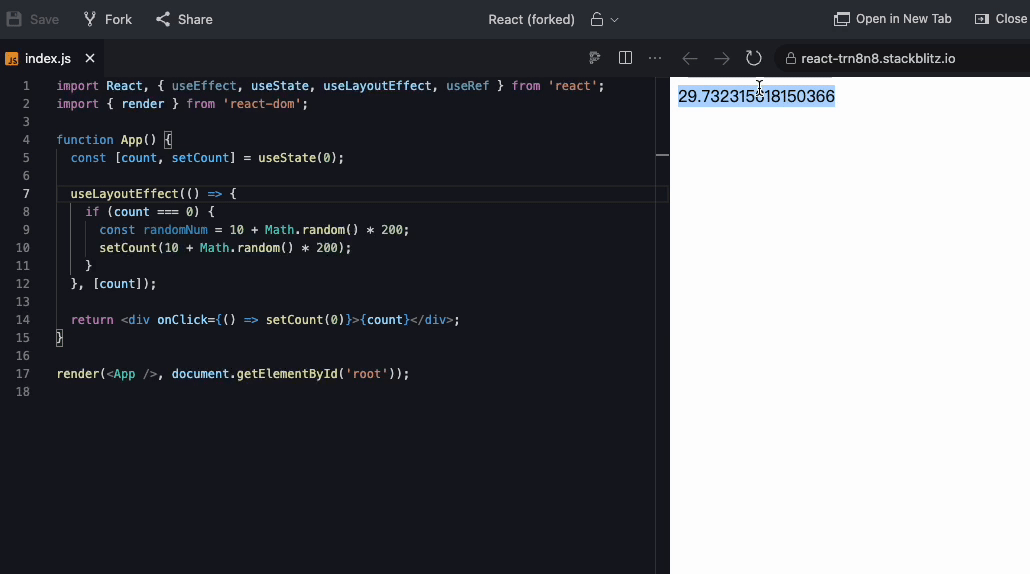 Save Fork Share React (forked) Open in New Tab Close
JS index.js react-trn8n8.stackblitz.io
1 import React, { useEffect, useState, useLayoutEffect, useRef } from 'react';
2 import { render } from 'react-dom';
3
4 function App() {
5 const [count, setCount] = useState(0);
6
7 useLayoutEffect(() => {
8 if (count === 0) {
9 const randomNum = 10 + Math.random() * 200;
10 setCount(10 + Math.random() * 200);
11 }
12 }, [count]);
13
14 return <div onClick={() => setCount(0)}>{count}</div>;
15 }
16
17 render(<App />, document.getElementById('root'));
18
29.732315818150366